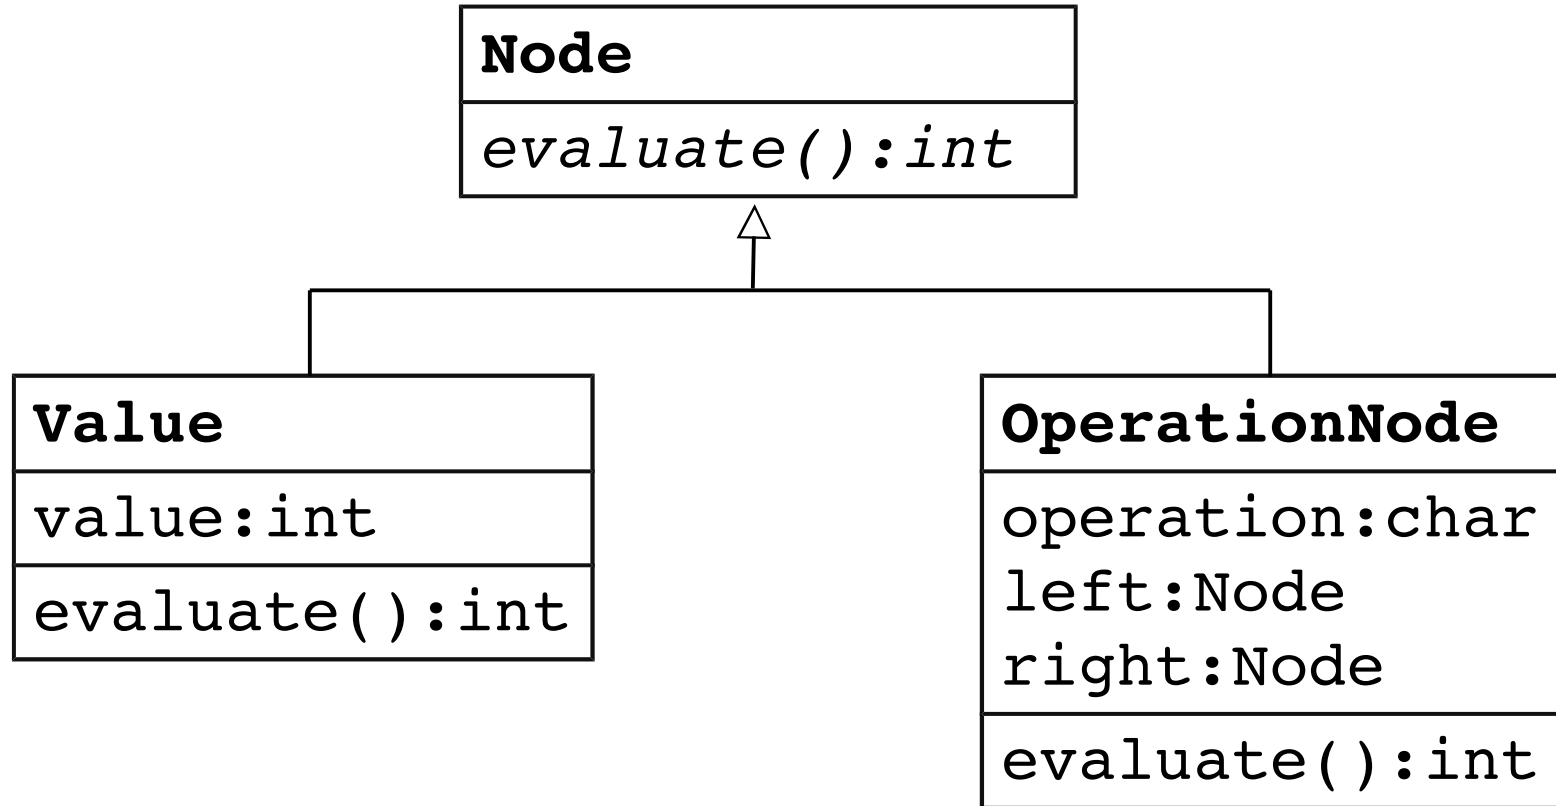 Node
evaluate():int
Value
value:int
evaluate():int
OperationNode
operation:char
left:Node
right:Node
evaluate():int